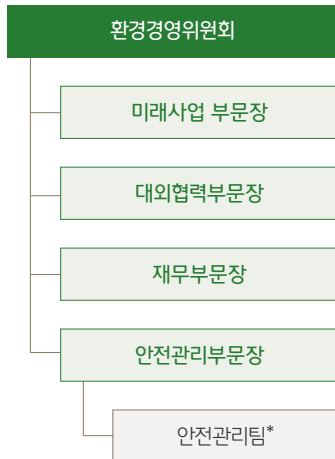 환경경영위원회
미래사업 부문장
대외협력부문장
재무부문장
안전관리부문장
안전관리팀*